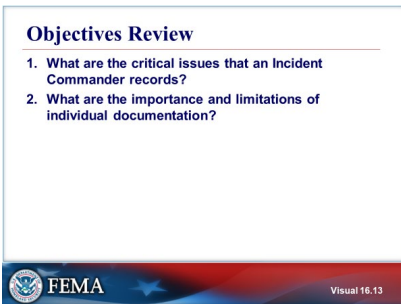 Objectives Review
1. What are the critical issues that an Incident
Commander records?
2. What are the importance and limitations of
individual documentation?
FEMA
Visual 16.13